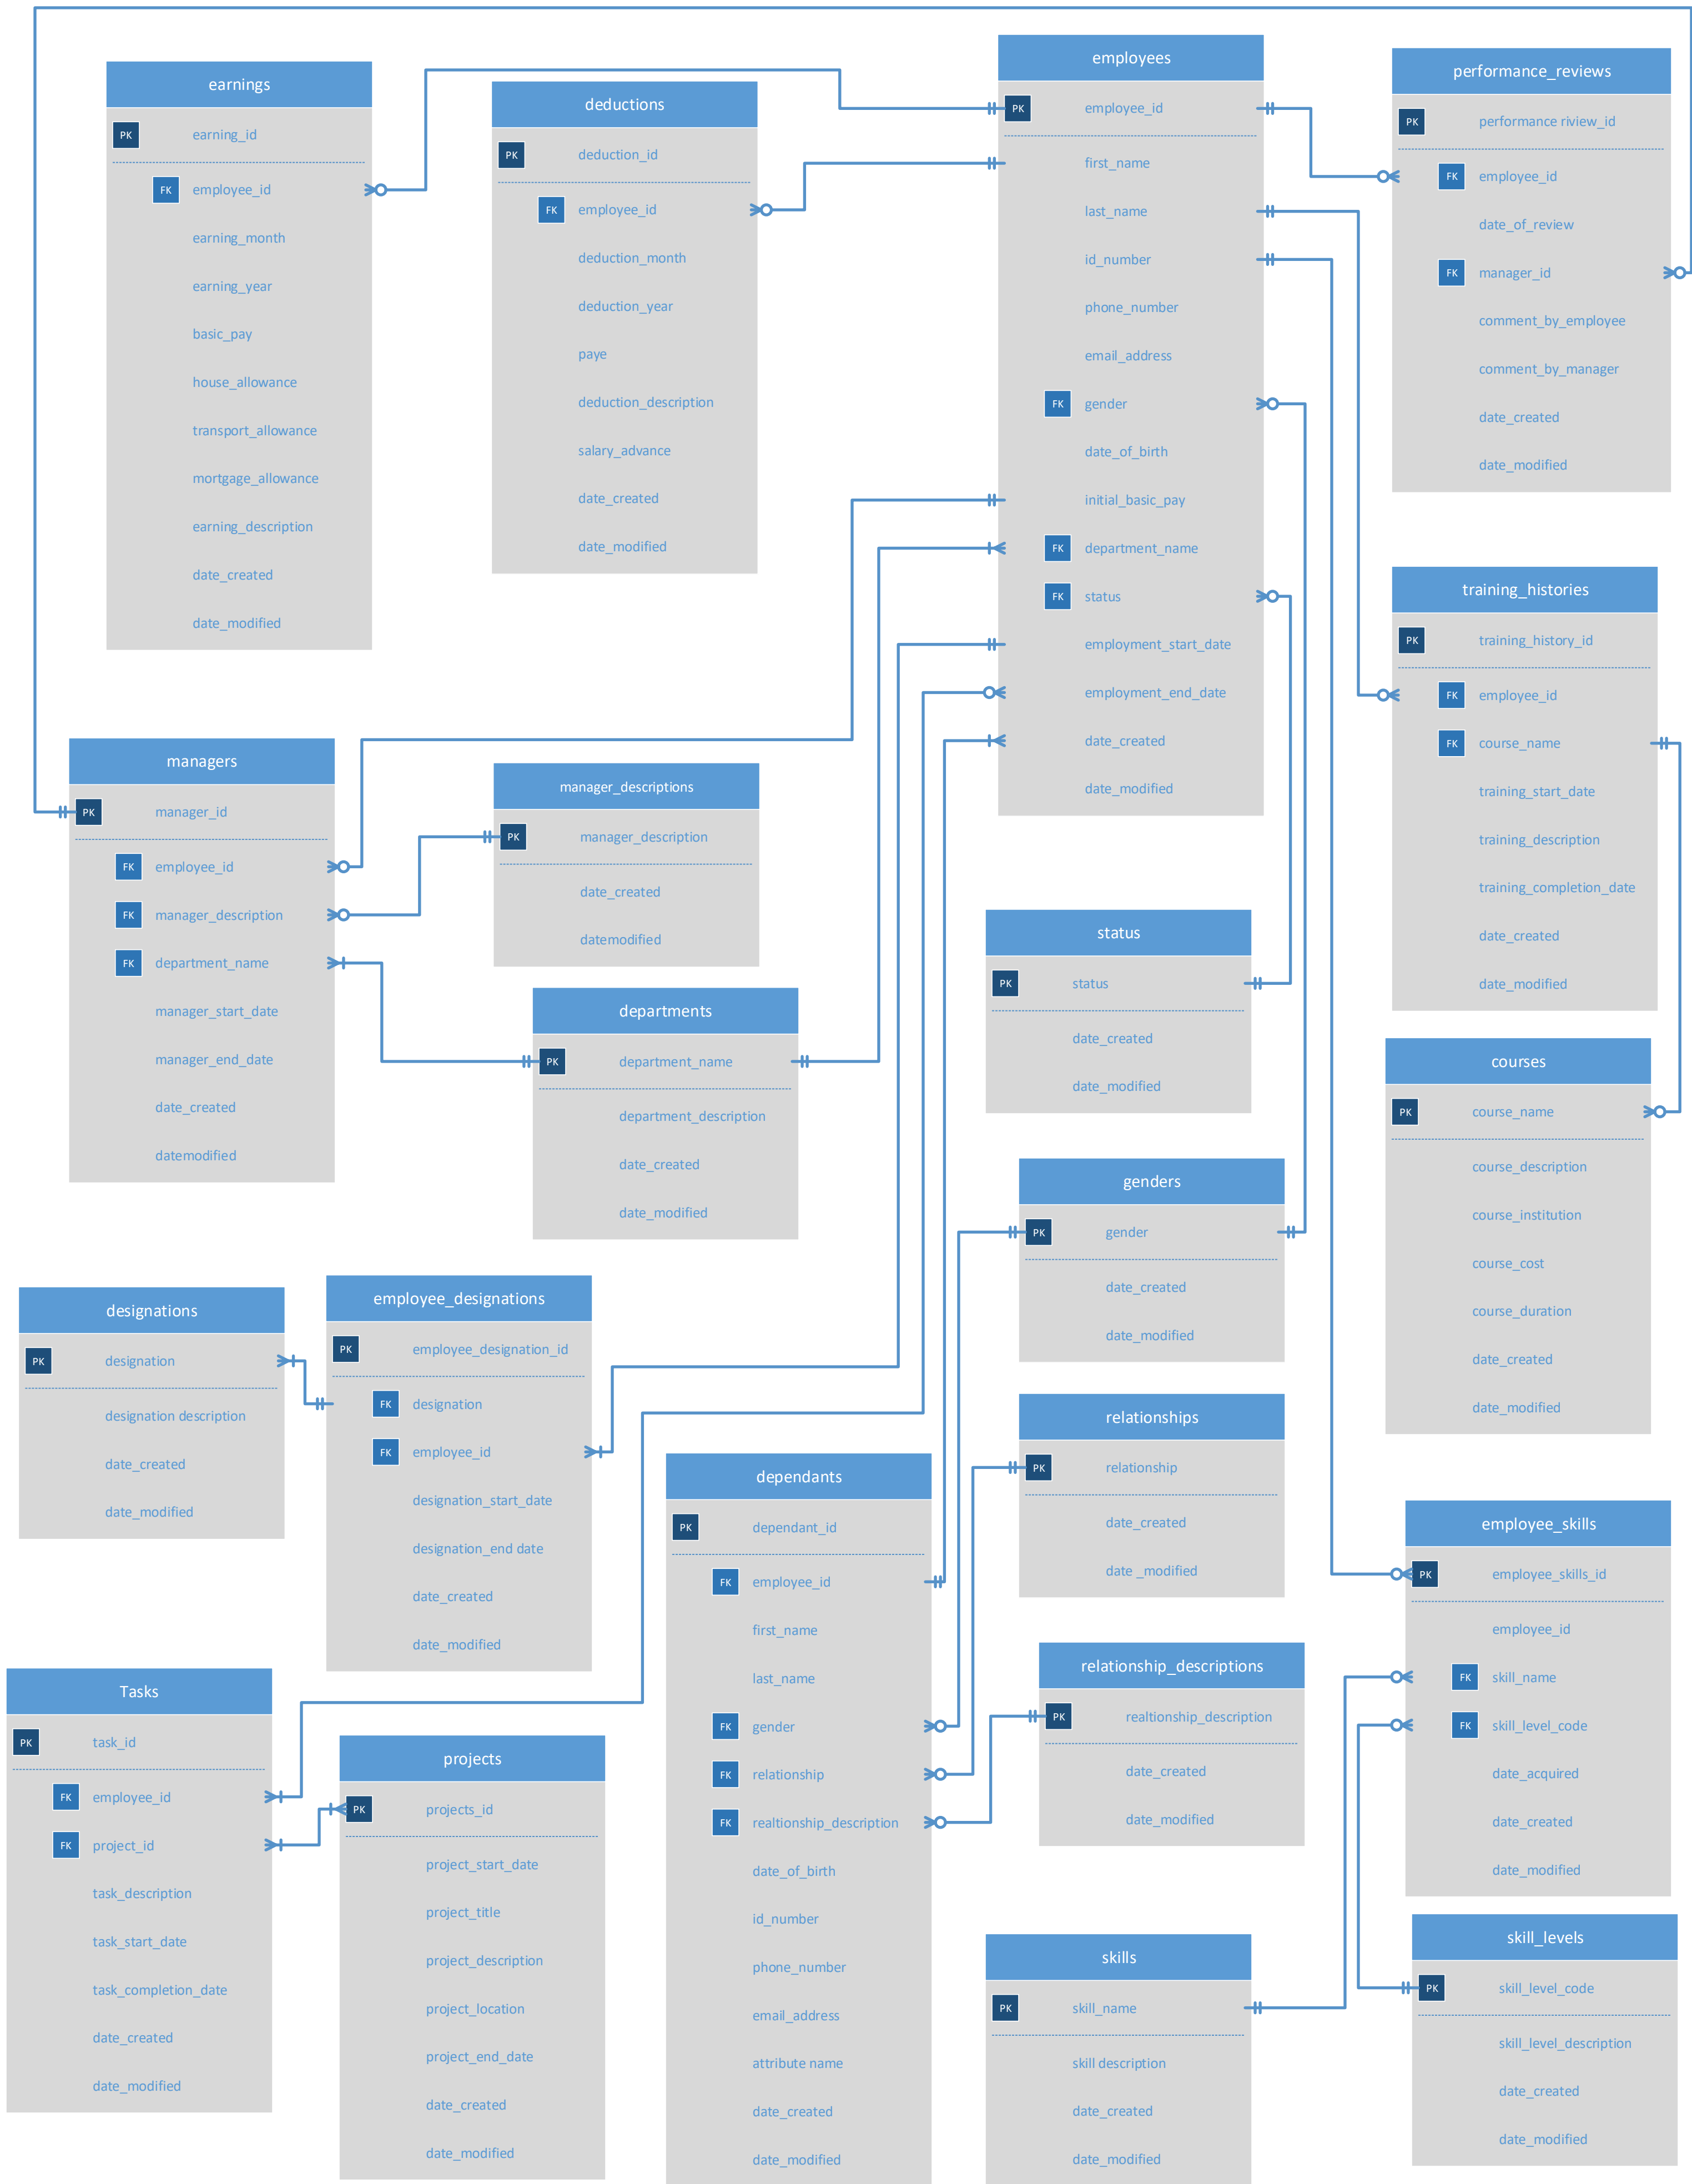 earnings
PK earning_id
FK employee_id
earning_month
earning_year
basic_pay
house_allowance
transport_allowance
mortgage_allowance
earning_description
date_created
date_modified
deductions
PK deduction_id
FK employee_id
deduction_month
deduction_year
paye
deduction_description
salary_advance
date_created
date_modified
employees
PK employee_id
first_name
last_name
id_number
phone_number
email_address
FK gender
date_of_birth
initial_basic_pay
FK department_name
FK status
employment_start_date
employment_end_date
date_created
date_modified
performance_reviews
PK performance riview_id
FK employee_id
date_of_review
FK manager_id
comment_by_employee
comment_by_manager
date_created
date_modified
training_histories
PK training_history_id
FK employee_id
FK course_name
training_start_date
training_description
training_completion_date
date_created
date_modified
managers
PK manager_id
FK employee_id
FK manager_description
FK department_name
manager_start_date
manager_end_date
date_created
datemodified
manager_descriptions
PK manager_description
date_created
datemodified
departments
PK department_name
department_description
date_created
date_modified
status
PK status
date_created
date_modified
courses
PK course_name
course_description
course_institution
course_cost
course_duration
date_created
date_modified
genders
PK gender
date_created
date_modified
designations
PK designation
designation description
date_created
date_modified
employee_designations
PK employee_designation_id
FK designation
FK employee_id
designation_start_date
designation_end date
date_created
date_modified
relationships
PK relationship
date_created
date _modified
dependants
PK dependant_id
FK employee_id
first_name
last_name
FK gender
FK relationship
FK realtionship_description
date_of_birth
id_number
phone_number
email_address
attribute name
date_created
date_modified
employee_skills
PK employee_skills_id
employee_id
FK skill_name
FK skill_level_code
date_acquired
date_created
date_modified
relationship_descriptions
PK realtionship_description
date_created
date_modified
Tasks
PK task_id
FK employee_id
FK project_id
task_description
task_start_date
task_completion_date
date_created
date_modified
projects
PK projects_id
project_start_date
project_title
project_description
project_location
project_end_date
date_created
date_modified
skills
PK skill_name
skill description
date_created
date_modified
skill_levels
PK skill_level_code
skill_level_description
date_created
date_modified